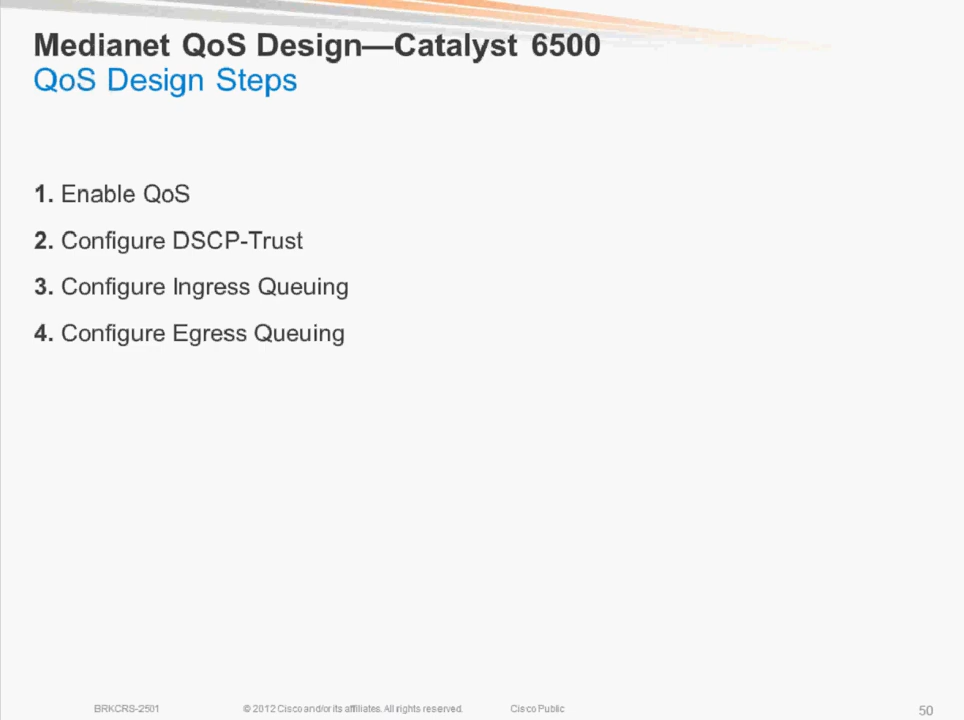 Medianet QoS Design—Catalyst 6500
QoS Design Steps
1. Enable QoS
2. Configure DSCP-Trust
3. Configure Ingress Queuing
4. Configure Egress Queuing
BRKCRS-2501 © 2012 Cisco and/or its affiliates. All rights reserved. Cisco Public 50